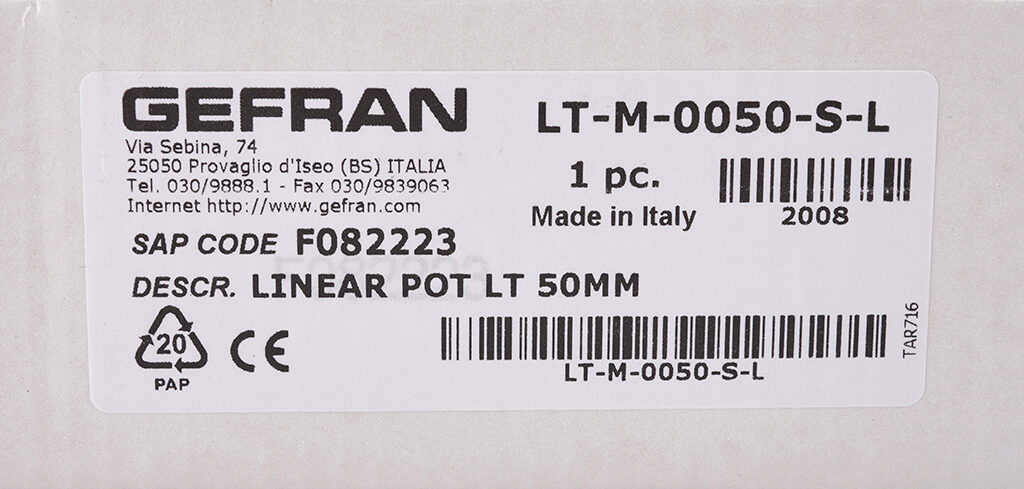 GEFRAN
Via Sebina, 74
25050 Provaglio d'Iseo (BS) ITALIA
Tel. 030/9888.1 - Fax 030/9839063
Internet http://www.gefran.com
SAP CODE F082223
DESCR. LINEAR POT LT 50MM
LT-M-0050-S-L
1 pc.
Made in Italy
2008
20
PAP
CE
LT-M-0050-S-L
TAR716